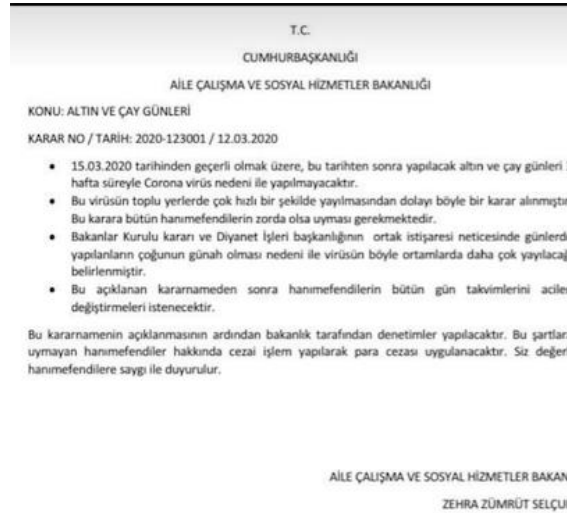 T.C.
CUMHURBAŞKANLIĞI
AİLE ÇALIŞMA VE SOSYAL HİZMETLER BAKANLIĞI
KONU: ALTIN VE ÇAY GÜNLERİ
KARAR NO / TARİH: 2020-123001 / 12.03.2020
• 15.03.2020 tarihinden geçerli olmak üzere, bu tarihten sonra yapılacak altın ve çay günleri
hafta süreyle Corona virüs nedeni ile yapılmayacaktır.
• Bu virüsün toplu yerlerde çok hızlı bir şekilde yayılmasından dolayı böyle bir karar alınmıştır
Bu karara bütün hanımefendilerin zorda olsa uyması gerekmektedir.
• Bakanlar Kurulu kararı ve Diyanet İşleri başkanlığının ortak istişaresi neticesinde günlerd
yapılanların çoğunun günah olması nedeni ile virüsün böyle ortamlarda daha çok yayılacağ
belirlenmiştir.
• Bu açıklanan kararnameden sonra hanımefendilerin bütün gün takvimlerini acile
değiştirmeleri istenecektir.
Bu kararnamenin açıklanmasının ardından bakanlık tarafından denetimler yapılacaktır. Bu şartlar
uymayan hanımefendiler hakkında cezai işlem yapılarak para cezası uygulanacaktır. Siz değer
hanımefendilere saygı ile duyurulur.
AİLE ÇALIŞMA VE SOSYAL HİZMETLER BAKAN
ZEHRA ZÜMRÜT SELÇU